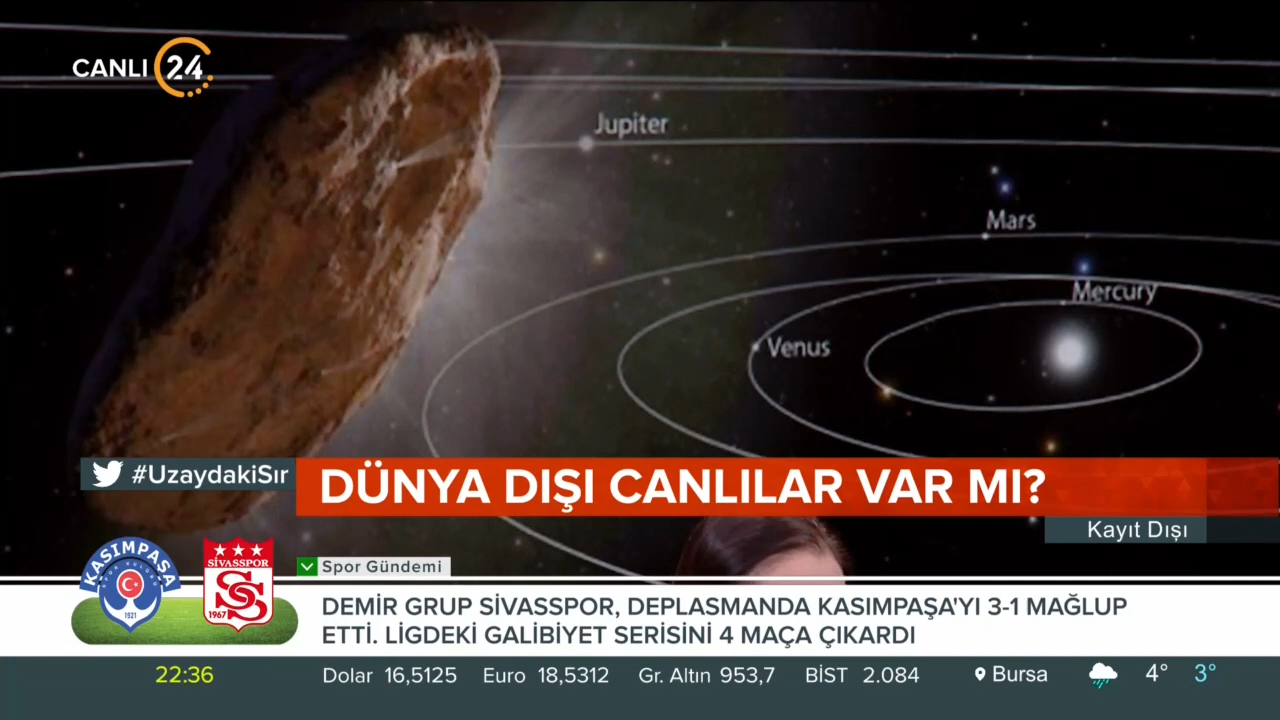 CANLI 24
Jupiter
Mars
Mercury
Venus
#UzaydakiSır
DÜNYA DIŞI CANLILAR VAR MI?
Kayıt Dışı
KASIMPAŞA
1921
SİVASSPOR
1967
Spor Gündemi
DEMİR GRUP SİVASSPOR, DEPLASMANDA KASIMPAŞA'YI 3-1 MAĞLUP
ETTİ. LİGDEKİ GALİBİYET SERİSİNİ 4 MAÇA ÇIKARDI
22:36 Dolar 16,5125 Euro 18,5312 Gr. Altın 953,7 BİST 2.084 Bursa 4° 3°